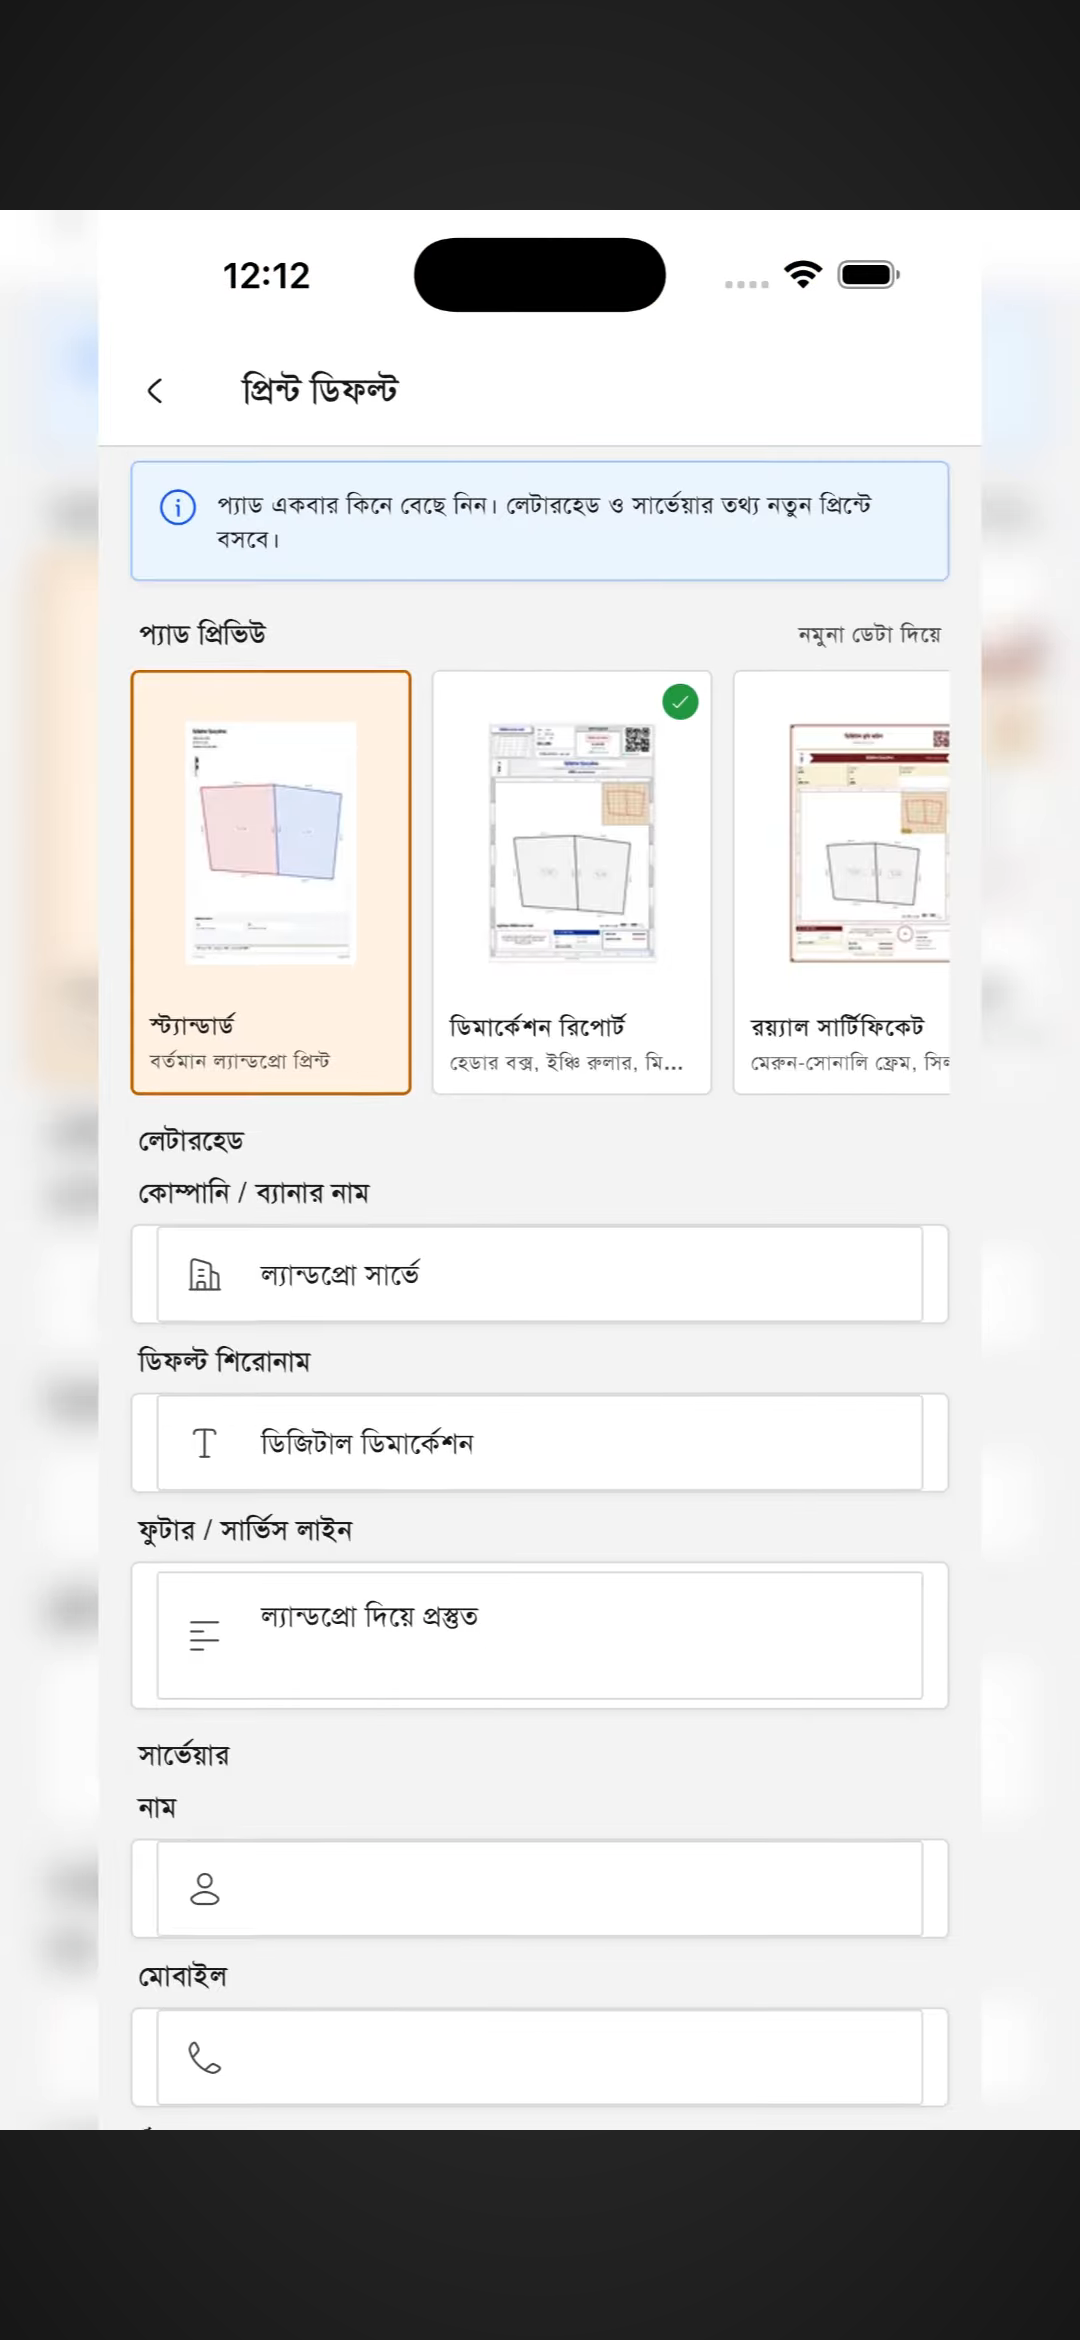 12:12
প্রিন্ট ডিফল্ট
প্যাড একবার কিনে বেছে নিন। লেটারহেড ও সার্ভেয়ার তথ্য নতুন প্রিন্টে
বসবে।
প্যাড প্রিভিউ
নমুনা ডেটা দিয়ে
স্ট্যান্ডার্ড
বর্তমান ল্যান্ডপ্রো প্রিন্ট
ডিমার্কেশন রিপোর্ট
হেডার বক্স, ইঞ্চি রুলার, মি...
রয়্যাল সার্টিফিকেট
মেরুন-সোনালি ফ্রেম,
লেটারহেড
কোম্পানি / ব্যানার নাম
ল্যান্ডপ্রো সার্ভে
ডিফল্ট শিরোনাম
ডিজিটাল ডিমার্কেশন
ফুটার / সার্ভিস লাইন
ল্যান্ডপ্রো দিয়ে প্রস্তুত
সার্ভেয়ার
নাম
মোবাইল